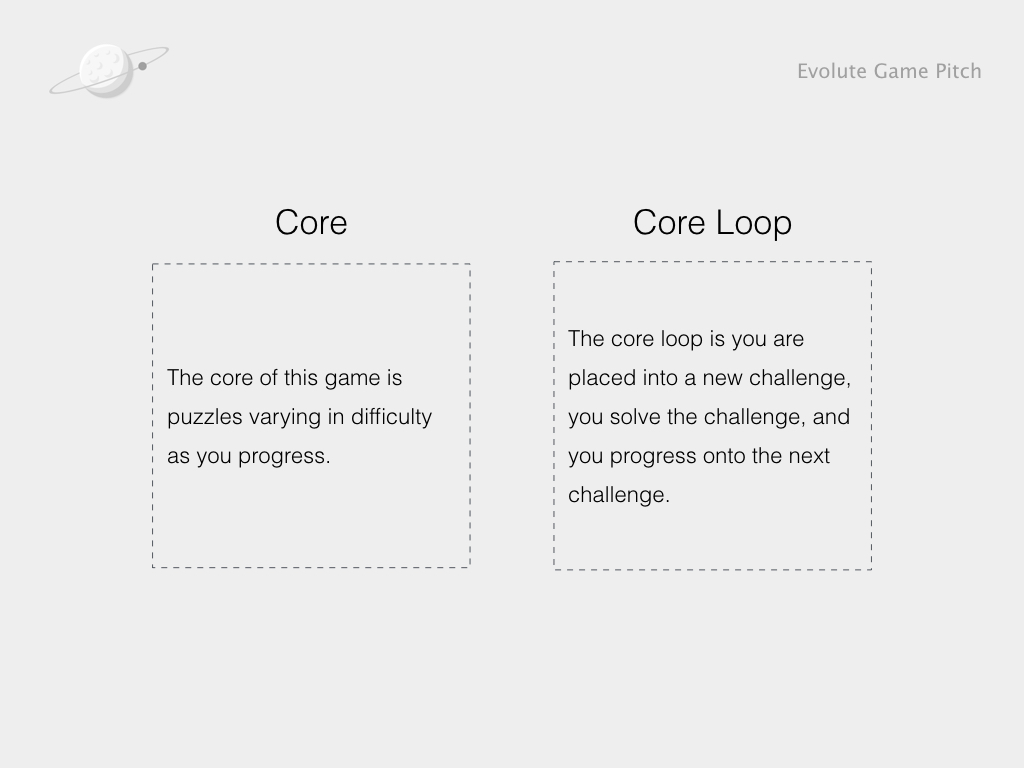 Evolute Game Pitch
Core
The core of this game is
puzzles varying in difficulty
as you progress.
Core Loop
The core loop is you are
placed into a new challenge,
you solve the challenge, and
you progress onto the next
challenge.